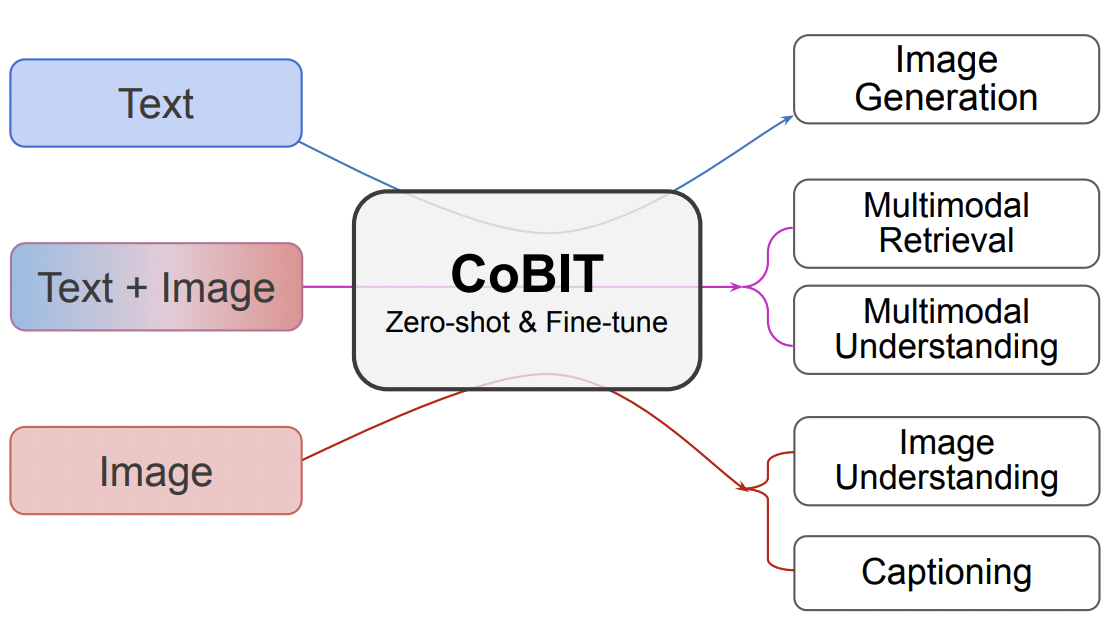 Text
Text + Image
Image
CoBIT
Zero-shot & Fine-tune
Image
Generation
Multimodal
Retrieval
Multimodal
Understanding
Image
Understanding
Captioning